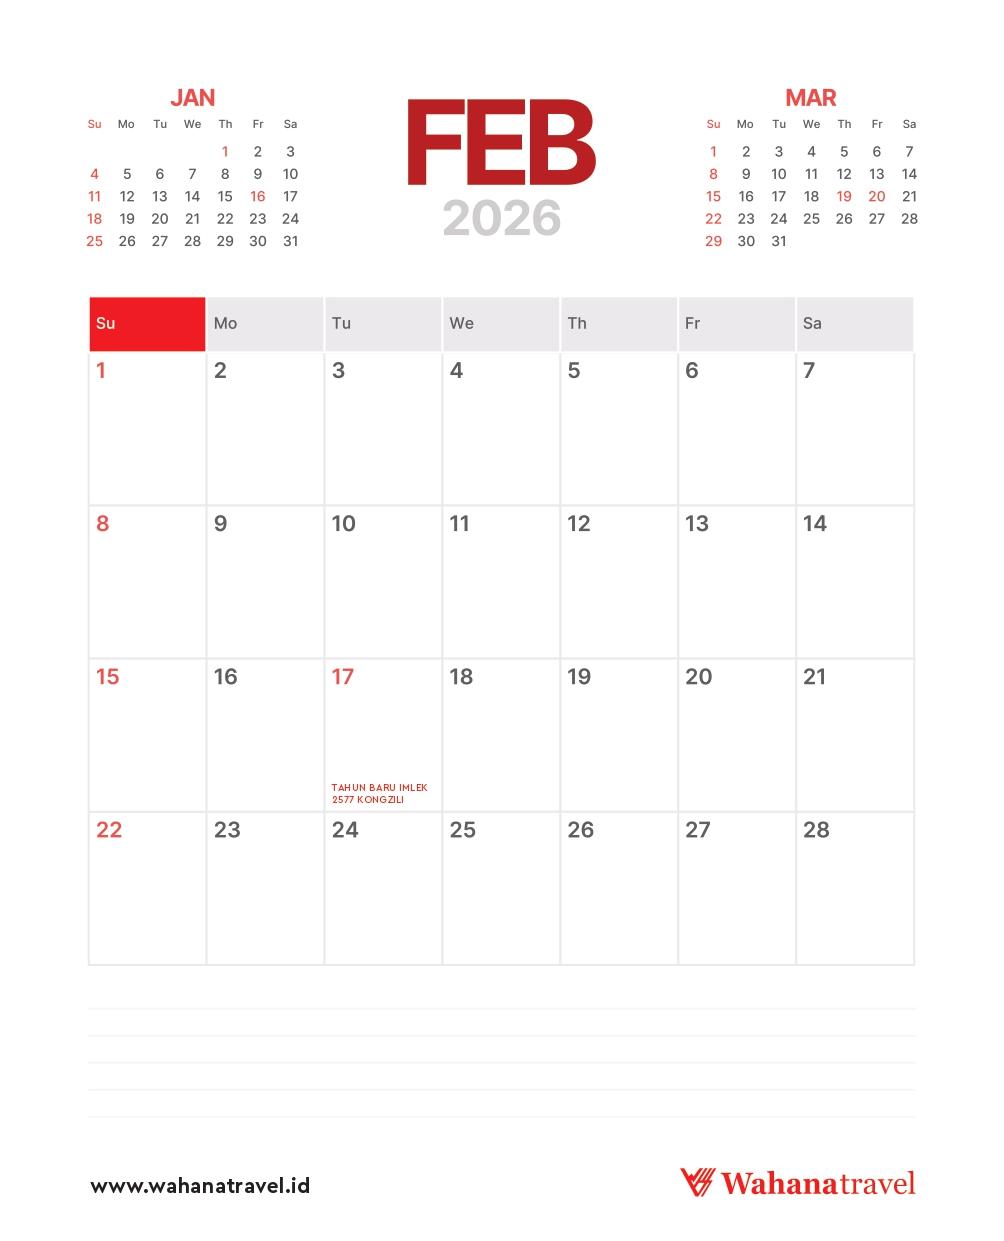 JAN
Su Mo Tu We Th Fr Sa
1 2 3
4 5 6 7 8 9 10
11 12 13 14 15 16 17
18 19 20 21 22 23 24
25 26 27 28 29 30 31
FEB
2026
MAR
Su Mo Tu We Th Fr Sa
1 2 3 4 5 6 7
8 9 10 11 12 13 14
15 16 17 18 19 20 21
22 23 24 25 26 27 28
29 30 31
Su Mo Tu We Th Fr Sa
1 2 3 4 5 6 7
8 9 10 11 12 13 14
15 16 17 18 19 20 21
TAHUN BARU IMLEK
2577 KONGZILI
22 23 24 25 26 27 28
www.wahanatravel.id
Wahanatravel